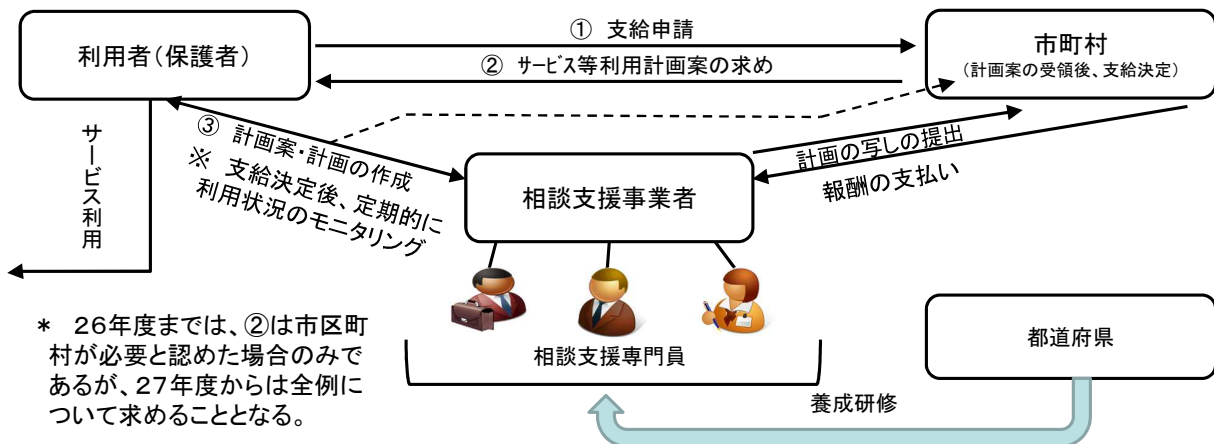 ① 支給申請
利用者(保護者)
市町村
(計画案の受領後、支給決定)
② サービス等利用計画案の求め
サービス利用
③ 計画案・計画の作成
※ 支給決定後、定期的に
利用状況のモニタリング
計画の写しの提出
報酬の支払い
相談支援事業者
相談支援専門員
* 26年度までは、②は市区町
村が必要と認めた場合のみで
あるが、27年度からは全例に
ついて求めることとなる。
都道府県
養成研修